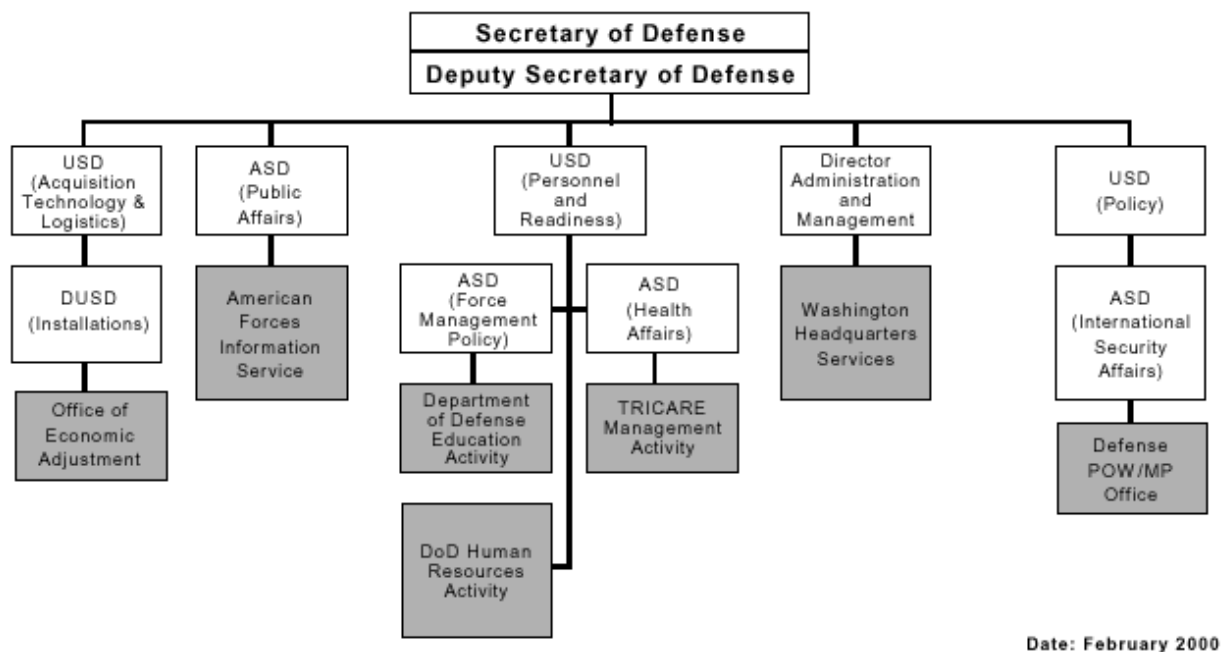 Secretary of Defense
Deputy Secretary of Defense
USD
(Acquisition
Technology &
Logistics)
ASD
(Public
Affairs)
USD
(Personnel
and
Readiness)
Director
Administration
and
Management
USD
(Policy)
DUSD
(Installations)
American
Forces
Information
Service
ASD
(Force
Management
Policy)
ASD
(Health
Affairs)
Washington
Headquarters
Services
ASD
(International
Security
Affairs)
Office of
Economic
Adjustment
Department
of Defense
Education
Activity
TRICARE
Management
Activity
Defense
POW/MP
Office
DoD Human
Resources
Activity
Date: February 2000